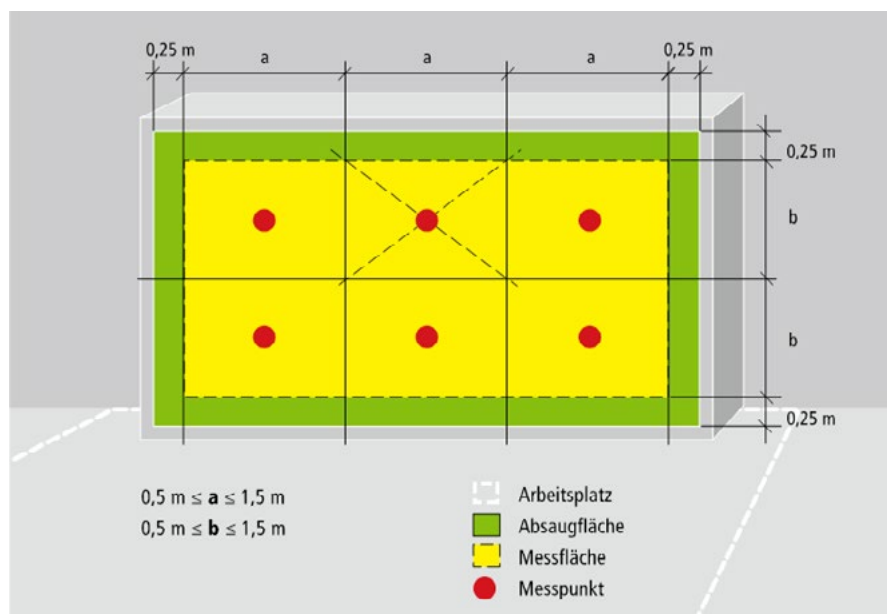 0,25 m
a
a
a
0,25 m
0,25 m
b
b
0,25 m
0,5 m ≤ a ≤ 1,5 m
0,5 m ≤ b ≤ 1,5 m
Arbeitsplatz
Absaugfläche
Messfläche
Messpunkt